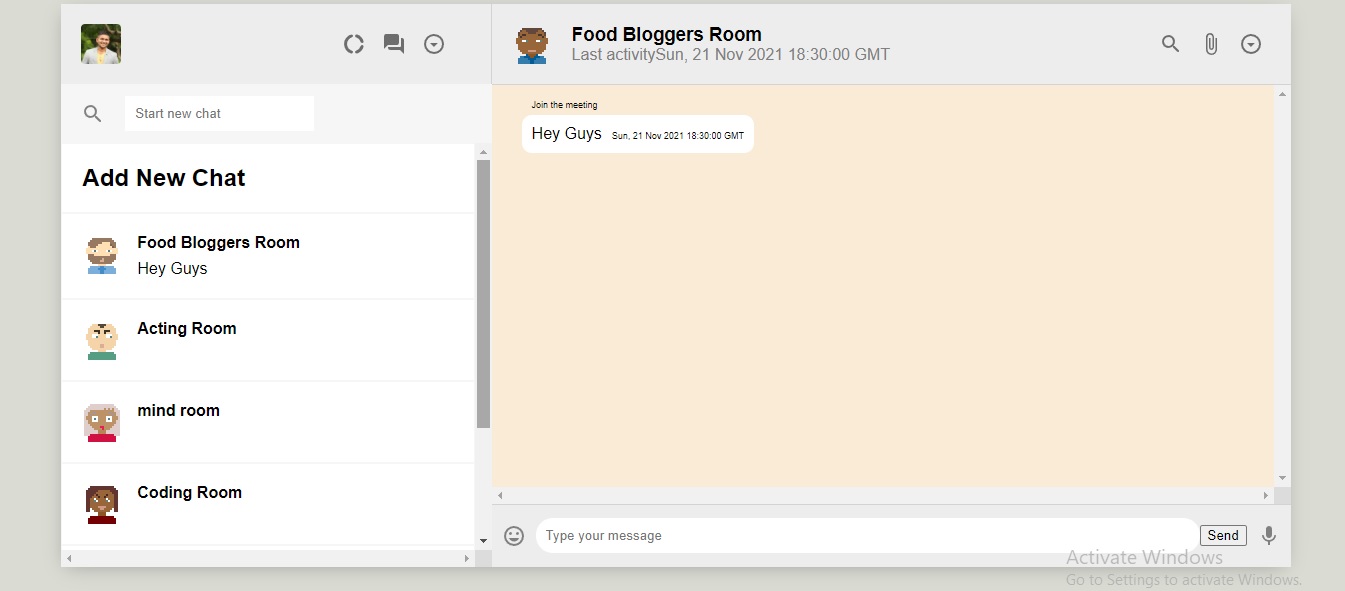 Food Bloggers Room
Last activitySun, 21 Nov 2021 18:30:00 GMT
Start new chat
Add New Chat
Food Bloggers Room
Hey Guys
Acting Room
mind room
Coding Room
Join the meeting
Hey Guys Sun, 21 Nov 2021 18:30:00 GMT
Type your message
Send
Activate Windows
Go to Settings to activate Windows.